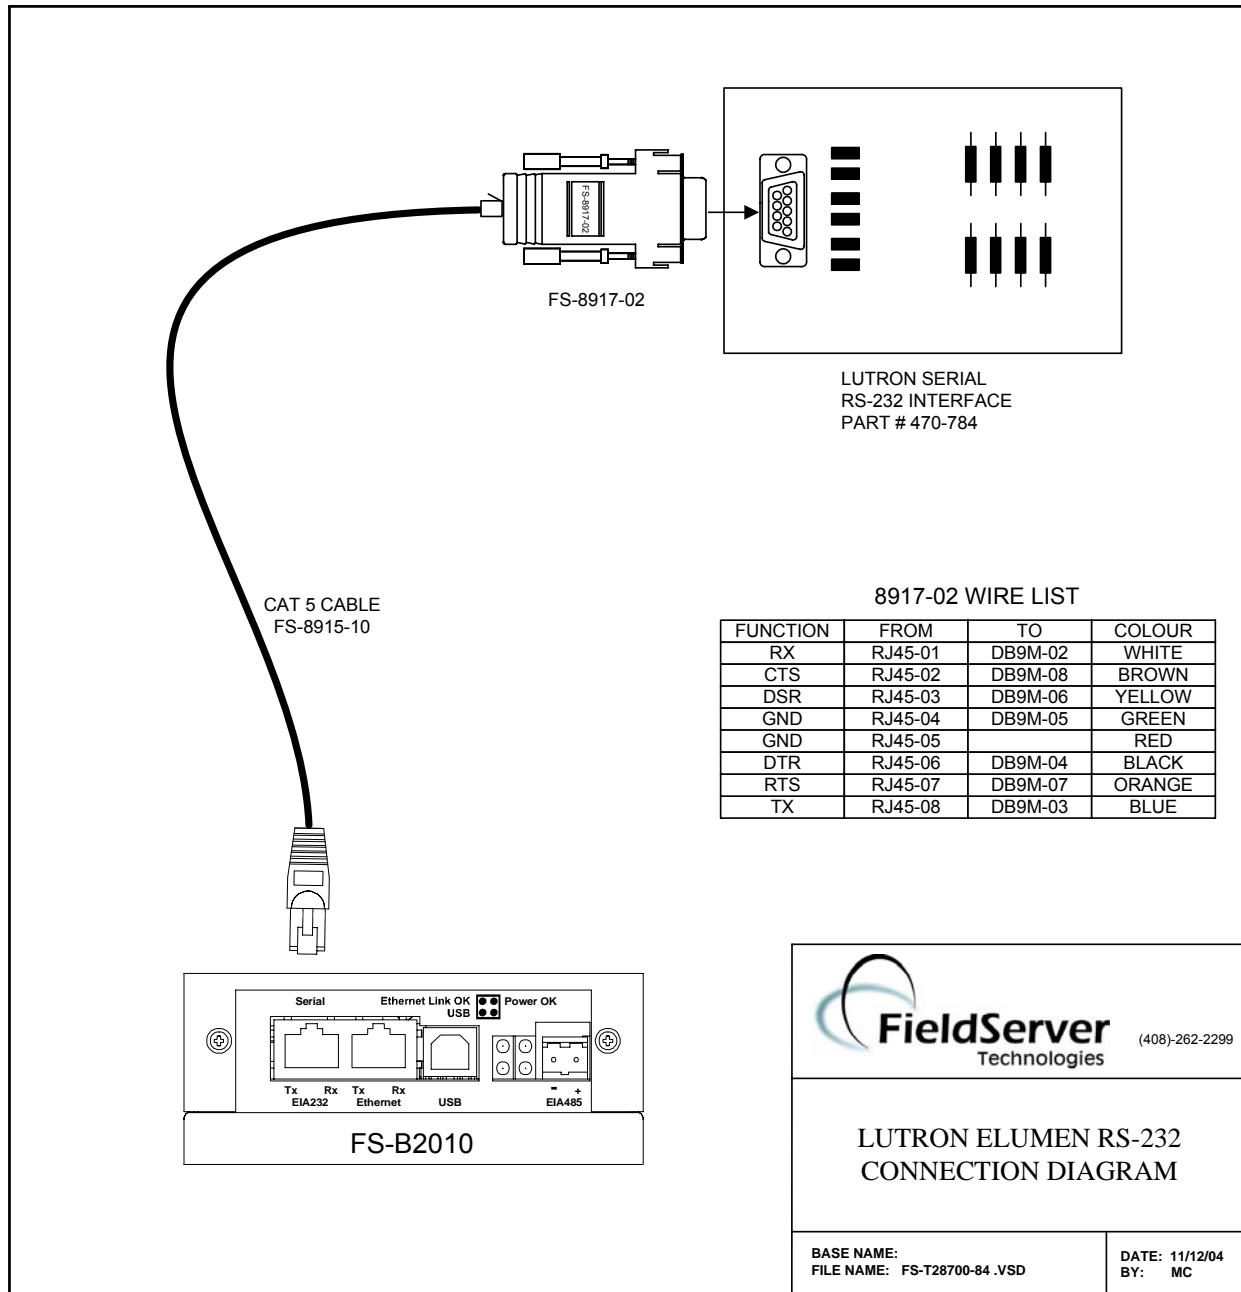 FS-8917-02
FS-8917-02
LUTRON SERIAL
RS-232 INTERFACE
PART # 470-784
CAT 5 CABLE
FS-8915-10
8917-02 WIRE LIST
FUNCTION FROM TO COLOUR
RX RJ45-01 DB9M-02 WHITE
CTS RJ45-02 DB9M-08 BROWN
DSR RJ45-03 DB9M-06 YELLOW
GND RJ45-04 DB9M-05 GREEN
GND RJ45-05 RED
DTR RJ45-06 DB9M-04 BLACK
RTS RJ45-07 DB9M-07 ORANGE
TX RJ45-08 DB9M-03 BLUE
Serial Ethernet Link OK Power OK
USB
Tx Rx Tx Rx - +
EIA232 Ethernet USB EIA485
FS-B2010
FieldServer
Technologies
(408)-262-2299
LUTRON ELUMEN RS-232
CONNECTION DIAGRAM
BASE NAME:
FILE NAME: FS-T28700-84 .VSD
DATE: 11/12/04
BY: MC